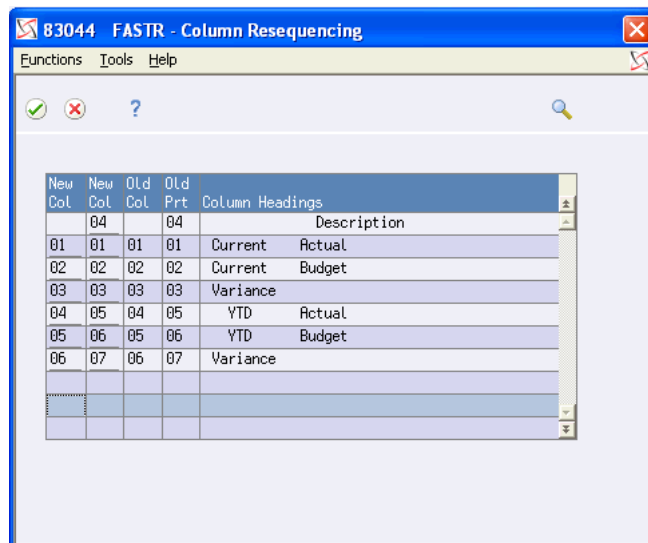 83044 FASTR - Column Resequencing
Functions Tools Help
?
New New Old Old
Col Col Col Prt Column Headings
04 04 Description
01 01 01 01 Current Actual
02 02 02 02 Current Budget
03 03 03 03 Variance
04 05 04 05 YTD Actual
05 06 05 06 YTD Budget
06 07 06 07 Variance